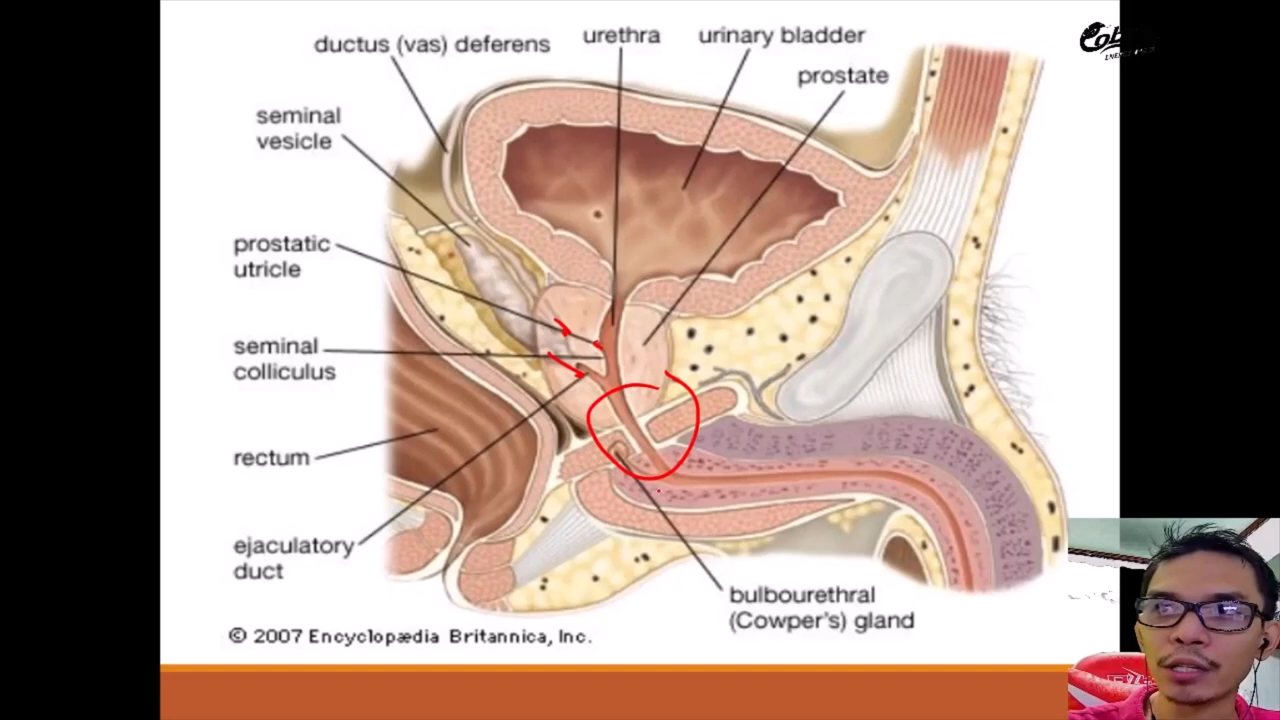 ductus (vas) deferens
urethra
urinary bladder
prostate
seminal
vesicle
prostatic
utricle
seminal
colliculus
rectum
ejaculatory
duct
bulbourethral
(Cowper's) gland
© 2007 Encyclopædia Britannica, Inc.